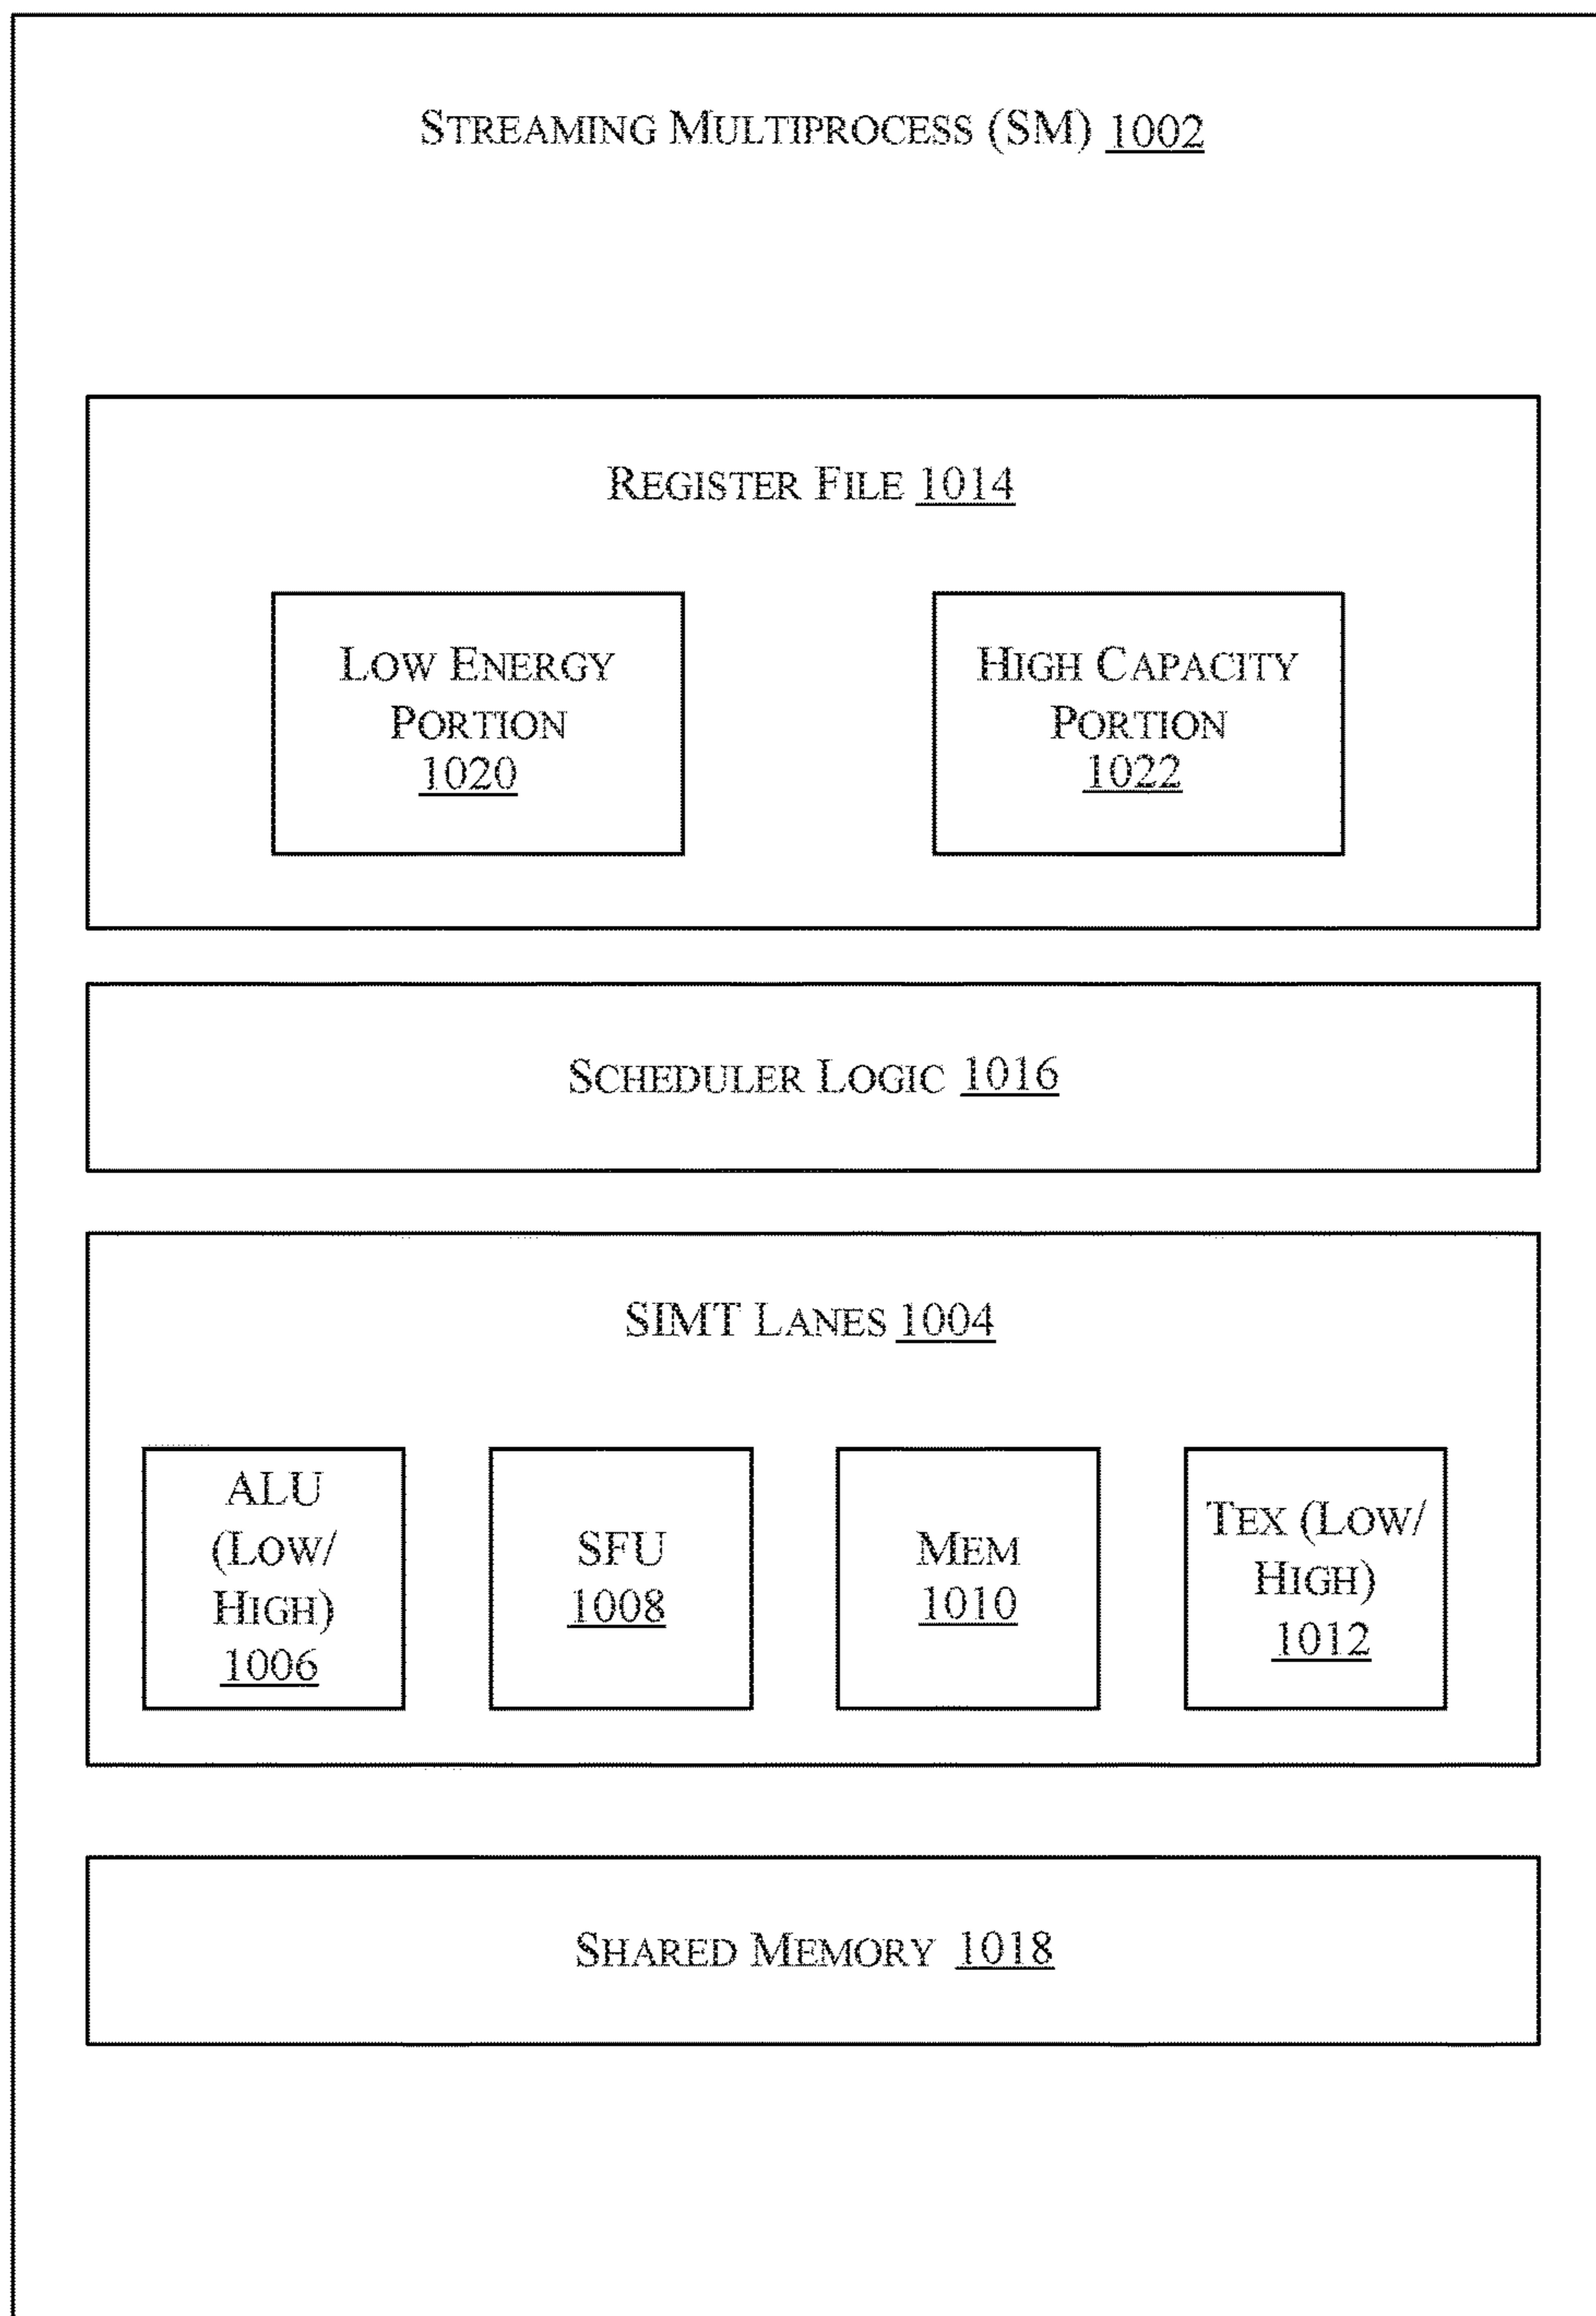 STREAMING MULTIPROCESS (SM) 1002
REGISTER FILE 1014
LOW ENERGY
PORTION
1020
HIGH CAPACITY
PORTION
1022
SCHEDULER LOGIC 1016
SIMT LANES 1004
ALU
(LOW/
HIGH)
1006
SFU
1008
MEM
1010
TEX (LOW/
HIGH)
1012
SHARED MEMORY 1018